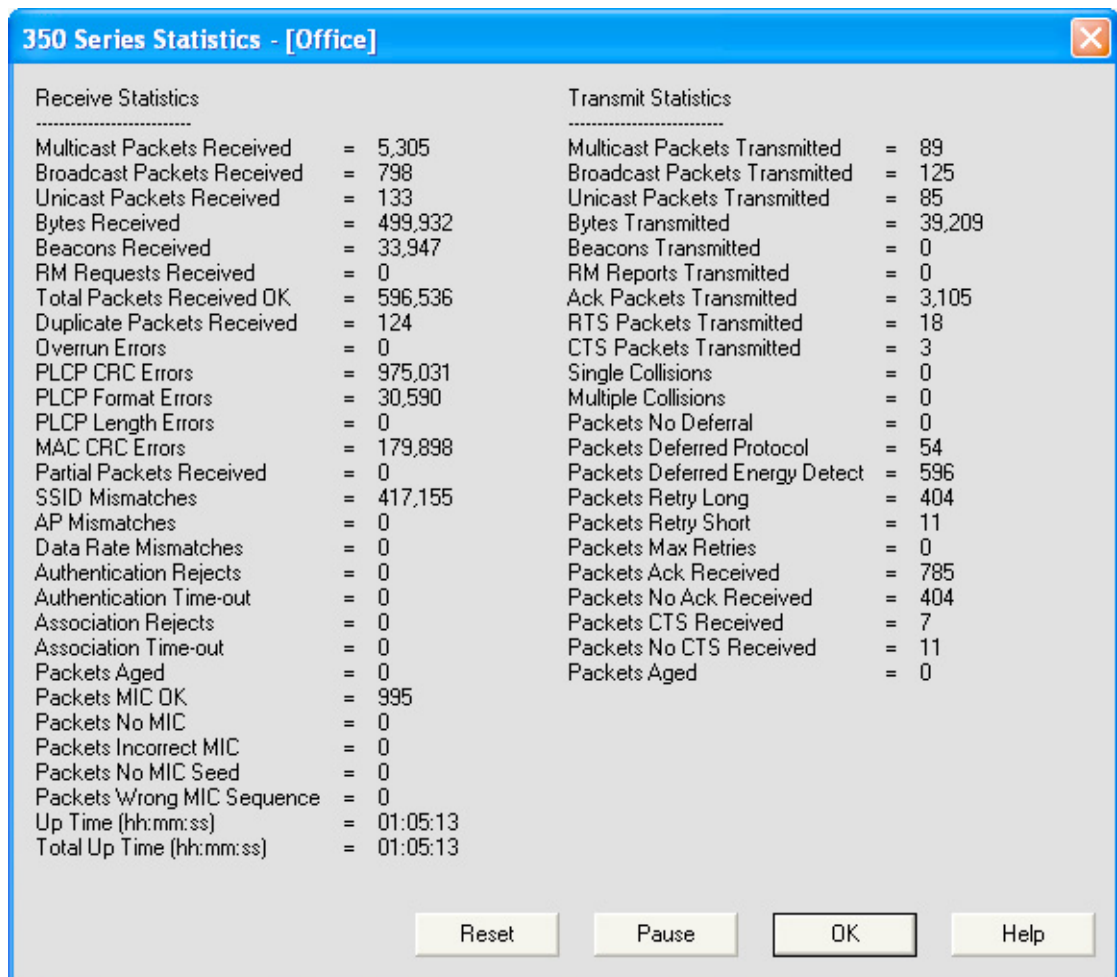 350 Series Statistics - [Office]
Receive Statistics
---------------------------
Multicast Packets Received = 5,305
Broadcast Packets Received = 798
Unicast Packets Received = 133
Bytes Received = 499,932
Beacons Received = 33,947
RM Requests Received = 0
Total Packets Received OK = 596,536
Duplicate Packets Received = 124
Overrun Errors = 0
PLCP CRC Errors = 975,031
PLCP Format Errors = 30,590
PLCP Length Errors = 0
MAC CRC Errors = 179,898
Partial Packets Received = 0
SSID Mismatches = 417,155
AP Mismatches = 0
Data Rate Mismatches = 0
Authentication Rejects = 0
Authentication Time-out = 0
Association Rejects = 0
Association Time-out = 0
Packets Aged = 0
Packets MIC OK = 995
Packets No MIC = 0
Packets Incorrect MIC = 0
Packets No MIC Seed = 0
Packets Wrong MIC Sequence = 0
Up Time (hh:mm:ss) = 01:05:13
Total Up Time (hh:mm:ss) = 01:05:13
Transmit Statistics
---------------------------
Multicast Packets Transmitted = 89
Broadcast Packets Transmitted = 125
Unicast Packets Transmitted = 85
Bytes Transmitted = 39,209
Beacons Transmitted = 0
RM Reports Transmitted = 0
Ack Packets Transmitted = 3,105
RTS Packets Transmitted = 18
CTS Packets Transmitted = 3
Single Collisions = 0
Multiple Collisions = 0
Packets No Deferral = 0
Packets Deferred Protocol = 54
Packets Deferred Energy Detect = 596
Packets Retry Long = 404
Packets Retry Short = 11
Packets Max Retries = 0
Packets Ack Received = 785
Packets No Ack Received = 404
Packets CTS Received = 7
Packets No CTS Received = 11
Packets Aged = 0
Reset Pause OK Help